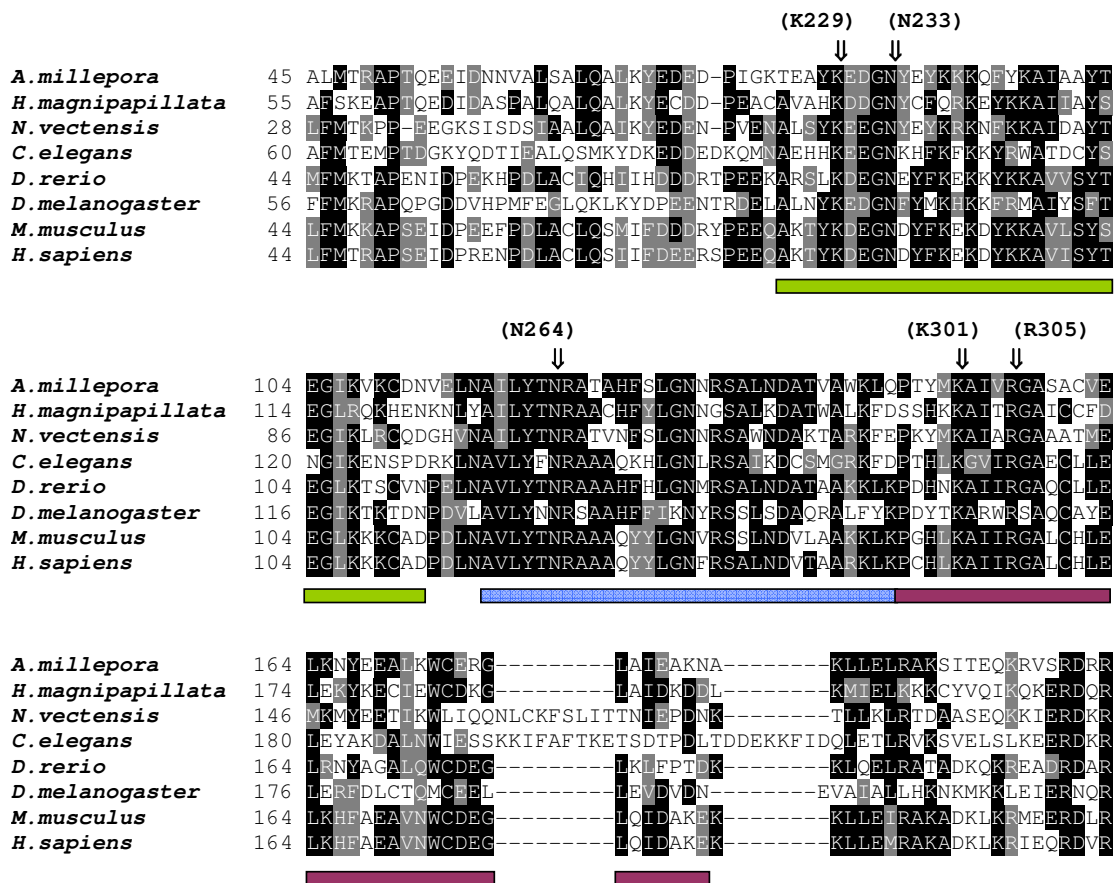 (K229) (N233)
⇓ ⇓
A.millepora 45 ALMTRAPTQEEIDNNVALSALQALKYEDED-PIGKTEAYKEDGNYEYKKKQFYKAIAAYT
H.magnipapillata 55 AFSKEAPTQEDIDASPALQALQALKYECDD-PEACAVAHKDDGNYCFQRKEYKKAIIAYS
N.vectensis 28 LFMTKPP-EEGKSISDSIAALQAIKYEDEN-PVENALSYKEEGNYEYKRKNFKKAIDAYT
C.elegans 60 AFMTEMPTDGKYQDTIEALQSMKYDKEDDEDKQMNAEHHKEEGNKHFKFKKYRWATDCYS
D.rerio 44 MFMKTAPENIDPEKHPDLACIQHIIHDDDRTPEEKARSLKDEGNEYFKEKKYKKAVVSYT
D.melanogaster 56 FFMKRAPQPGDDVHPMFEGLQKLKYDPEENTRDELALNYKEDGNFYMKHKKFRMAIYSFT
M.musculus 44 LFMKKAPSEIDPEEFPDLACLQSMIFDDDRYPEEQAKTYKDEGNDYFKEKDYKKAVLSYS
H.sapiens 44 LFMTRAPSEIDPRENPDLACLQSIIFDEERSPEEQAKTYKDEGNDYFKEKDYKKAVISYT
(N264) (K301) (R305)
⇓ ⇓ ⇓
A.millepora 104 EGIKVKCDNVELNAILYTNRATAHFSLGNNRSALNDATVAWKLQPTYMKAIVRGASACVE
H.magnipapillata 114 EGLRQKHENKNLYAILYTNRAACHFYLGNNGSALKDATWALKFDSSHKKAITRGAICCFD
N.vectensis 86 EGIKLRCQDGHVNAILYTNRATVNFSLGNNRSAWNDAKTARKFEPKYMKAIARGAAATME
C.elegans 120 NGIKENSPDRKLNAVLYFNRAAAQKHLGNLRSAIKDCSMGRKFDPTHLKGVIRGAECLLE
D.rerio 104 EGLKTSCVNPELNAVLYTNRAAAHFHLGNMRSALNDATAAKKLKPDHNKAIIRGAQCLLE
D.melanogaster 116 EGIKTKTDNPDVLAVLYNNRSAAHFFIKNYRSSLSDAQRALFYKPDYTKARWRSAQCAYE
M.musculus 104 EGLKKKCADPDLNAVLYTNRAAAQYYLGNVRSSLNDVLAAKKLKPGHLKAIIRGALCHLE
H.sapiens 104 EGLKKKCADPDLNAVLYTNRAAAQYYLGNFRSALNDVTAARKLKPCHLKAIIRGALCHLE
A.millepora 164 LKNYEEALKWCERG---------LAIEAKNA--------KLLELRAKSITEQKRVSRDRR
H.magnipapillata 174 LEKYKECIEWCDKG---------LAIDKDDL--------KMIELKKKCYVQIKQKERDQR
N.vectensis 146 MKMYEETIKWLIQQNLCKFSLITTNIEPDNK--------TLLKLRTDAASEQKKIERDKR
C.elegans 180 LEYAKDALNWIESSKKIFAFTKETSDTPDLTDDEKKFIDQLETLRVKSVELSLKEERDKR
D.rerio 164 LRNYAGALQWCDEG---------LKLFPTDK--------KLQELRATADKQKREADRDAR
D.melanogaster 176 LERFDLCTQMCEEL---------LEVDVDN--------EVAIALLHKNKMKKLEIERNQR
M.musculus 164 LKHFAEAVNWCDEG---------LQIDAKEK--------KLLEIRAKADKLKRMEERDLR
H.sapiens 164 LKHFAEAVNWCDEG---------LQIDAKEK--------KLLEMRAKADKLKRIEQRDVR